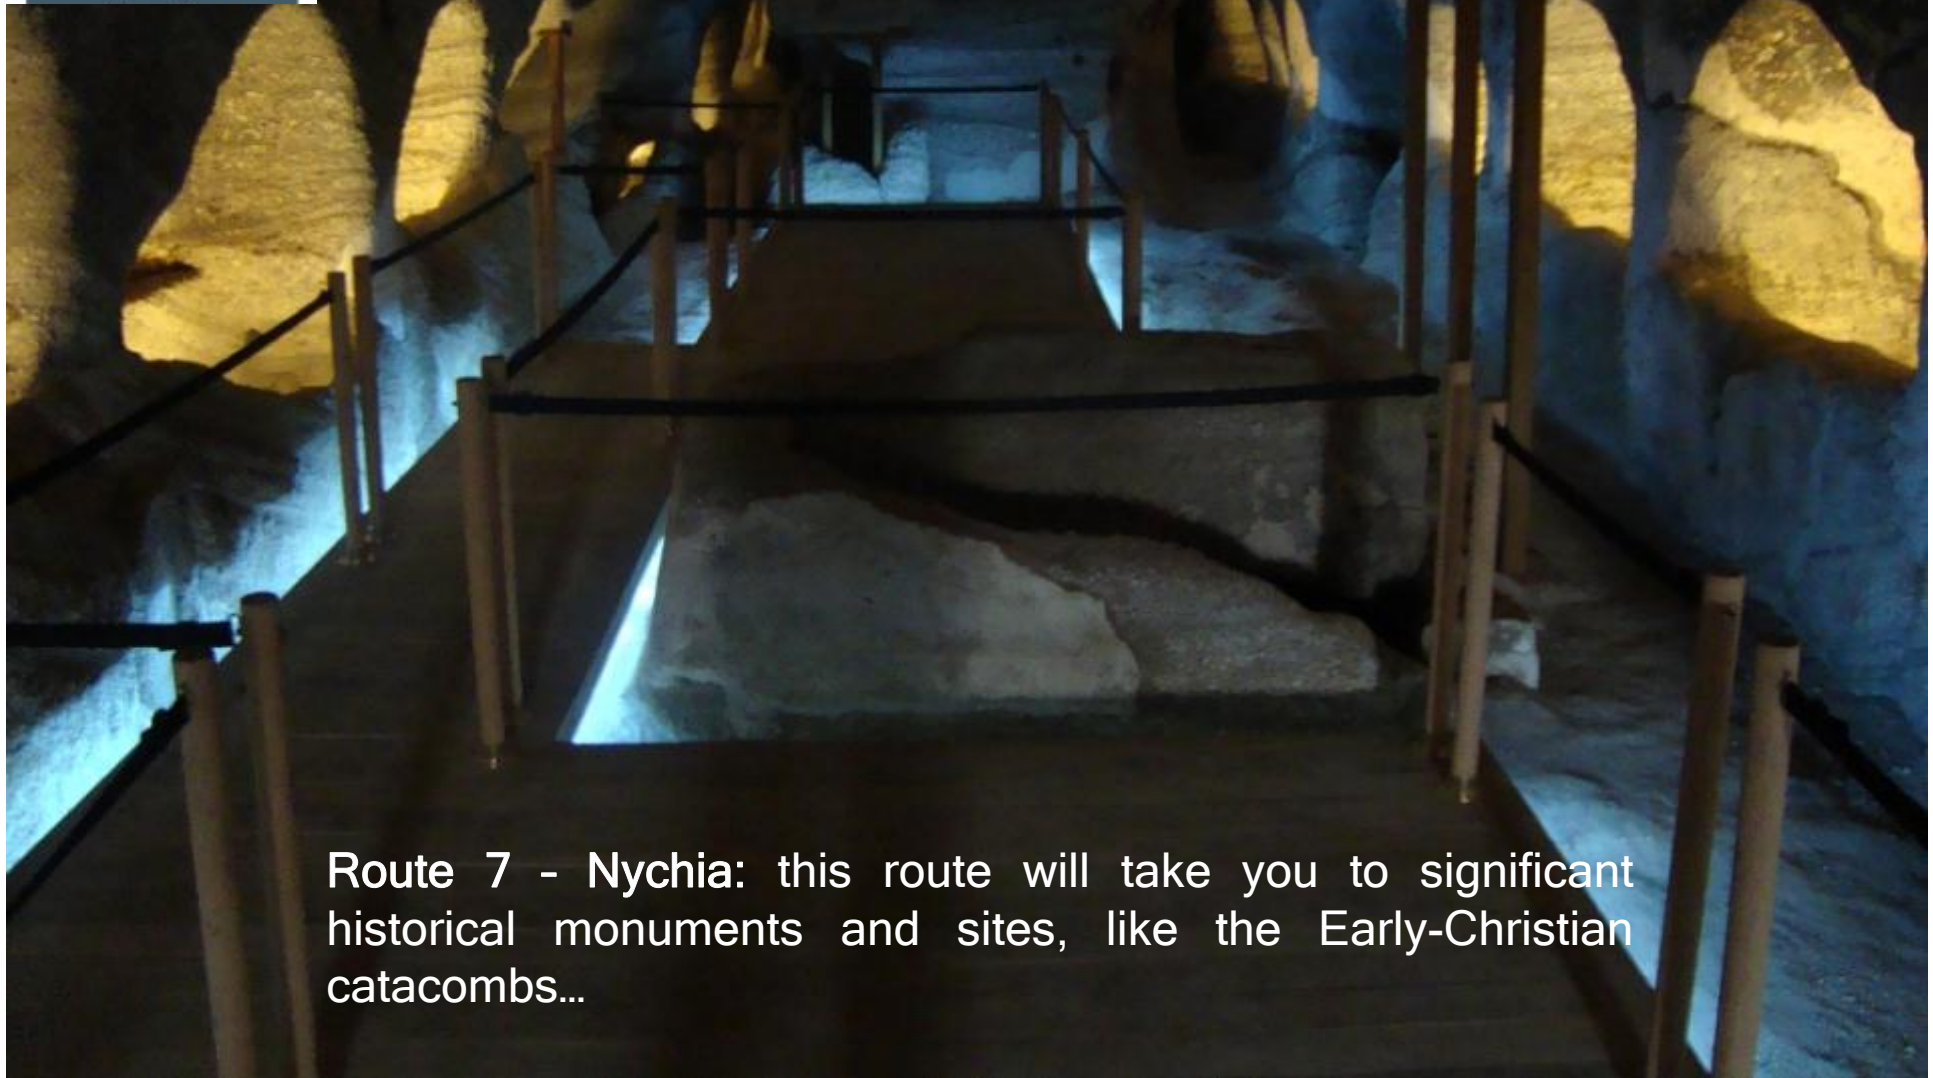 Route 7 – Nychia: this route will take you to significant
historical monuments and sites, like the Early-Christian
catacombs…